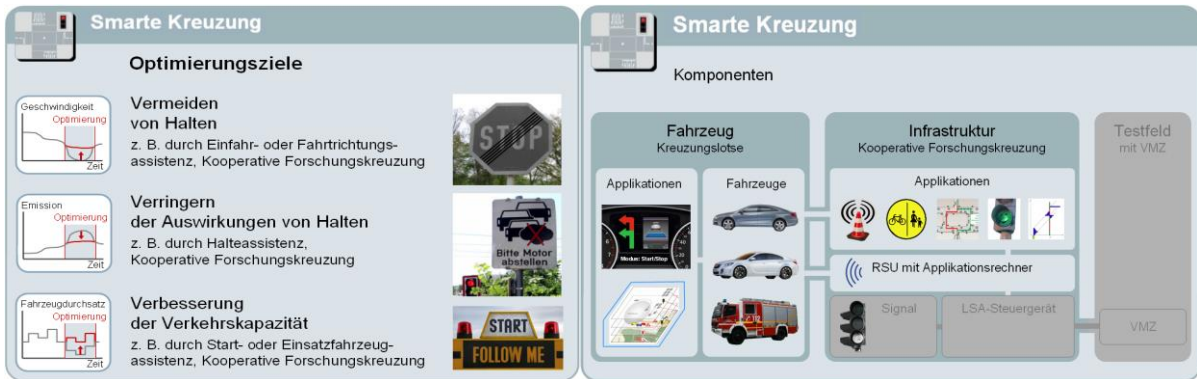 Smarte Kreuzung
Optimierungsziele
Geschwindigkeit
Optimierung
Zeit
Vermeiden
von Halten
z. B. durch Einfahr- oder Fahrtrichtungs-
assistenz, Kooperative Forschungskreuzung
STOP
Emission
Optimierung
Zeit
Verringern
der Auswirkungen von Halten
z. B. durch Halteassistenz,
Kooperative Forschungskreuzung
Bitte Motor
abstellen
Fahrzeugdurchsatz
Optimierung
Zeit
Verbesserung
der Verkehrskapazität
z. B. durch Start- oder Einsatzfahrzeug-
assistenz, Kooperative Forschungskreuzung
START
FOLLOW ME
Smarte Kreuzung
Komponenten
Fahrzeug
Kreuzungslotse
Applikationen
Modus: Start/Stop
Fahrzeuge
Infrastruktur
Kooperative Forschungskreuzung
Applikationen
RSU mit Applikationsrechner
Signal
LSA-Steuergerät
Testfeld
mit VMZ
VMZ